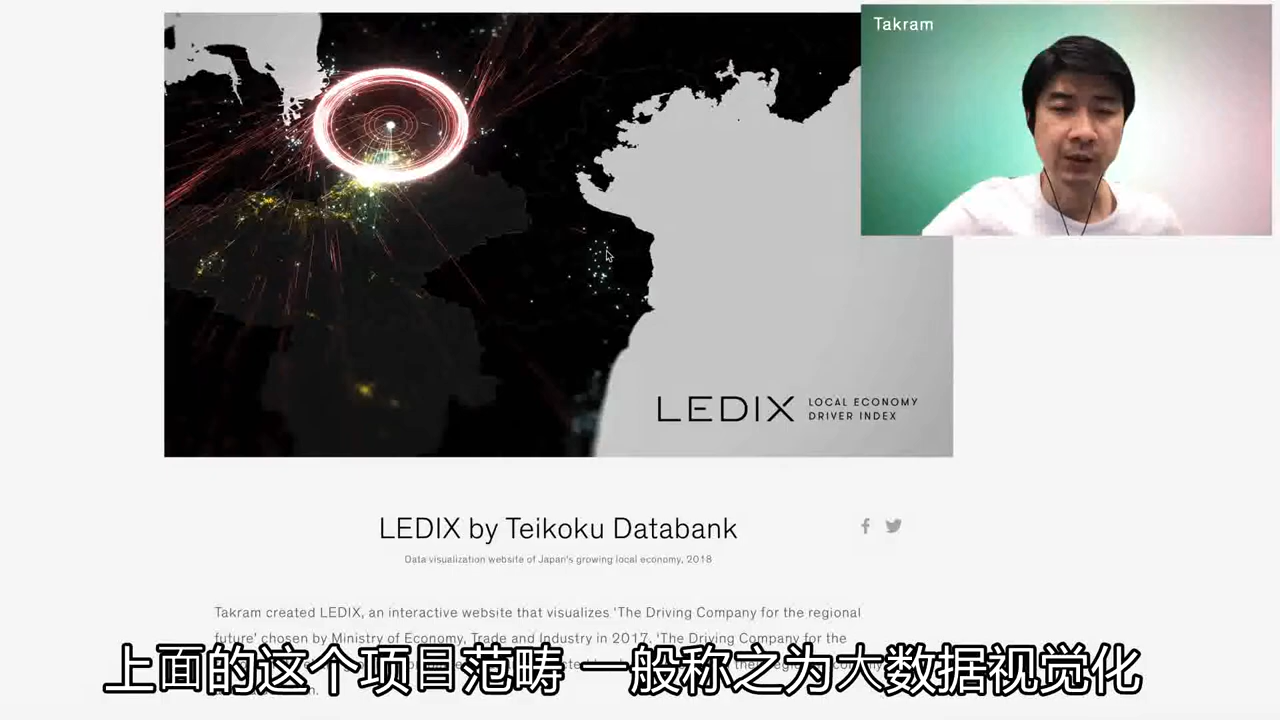 Takram
LEDIX LOCAL ECONOMY
DRIVER INDEX
LEDIX by Teikoku Databank
Data visualization website of Japan's growing local economy, 2018
Takram created LEDIX, an interactive website that visualizes 'The Driving Company for the regional
future' chosen by Ministry of Economy, Trade and Industry in 2017. 'The Driving Company for the
上面的这个项目范畴 一般称之为大数据视觉化